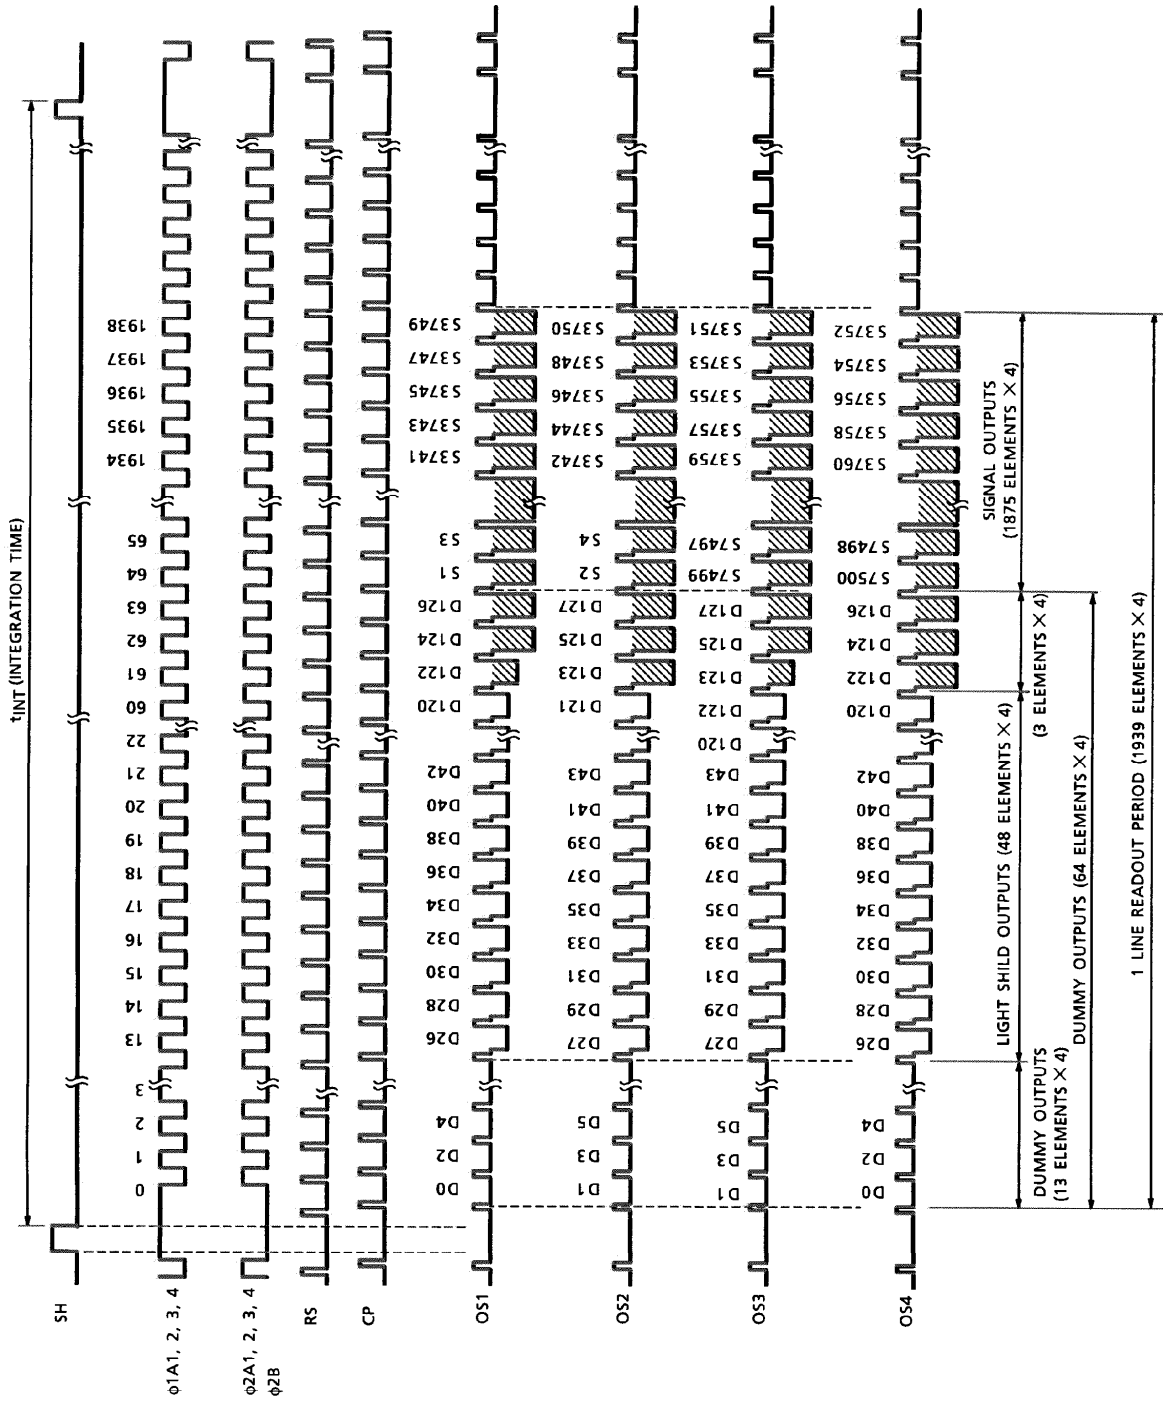 tINT (INTEGRATION TIME)
SH
0 1 2 3 13 14 15 16 17 18 19 20 21 22 60 61 62 63 64 65 1934 1935 1936 1937 1938
φ1A1, 2, 3, 4
φ2A1, 2, 3, 4
φ2B
RS
CP
D0 D2 D4 D26 D28 D30 D32 D34 D36 D38 D40 D42 D120 D122 D124 D126 S1 S3 S3741 S3743 S3745 S3747 S3749
OS1
D1 D3 D5 D27 D29 D31 D33 D35 D37 D39 D41 D43 D121 D123 D125 D127 S2 S4 S3742 S3744 S3746 S3748 S3750
OS2
D1 D3 D5 D27 D29 D31 D33 D35 D37 D39 D41 D43 D120 D122 D123 D125 D127 S7499 S7497 S3759 S3757 S3755 S3753 S3751
OS3
D0 D2 D4 D26 D28 D30 D32 D34 D36 D38 D40 D42 D120 D122 D124 D126 S7500 S7498 S3760 S3758 S3756 S3754 S3752
OS4
DUMMY OUTPUTS
(13 ELEMENTS × 4)
LIGHT SHILD OUTPUTS (48 ELEMENTS × 4)
(3 ELEMENTS × 4)
SIGNAL OUTPUTS
(1875 ELEMENTS × 4)
DUMMY OUTPUTS (64 ELEMENTS × 4)
1 LINE READOUT PERIOD (1939 ELEMENTS × 4)